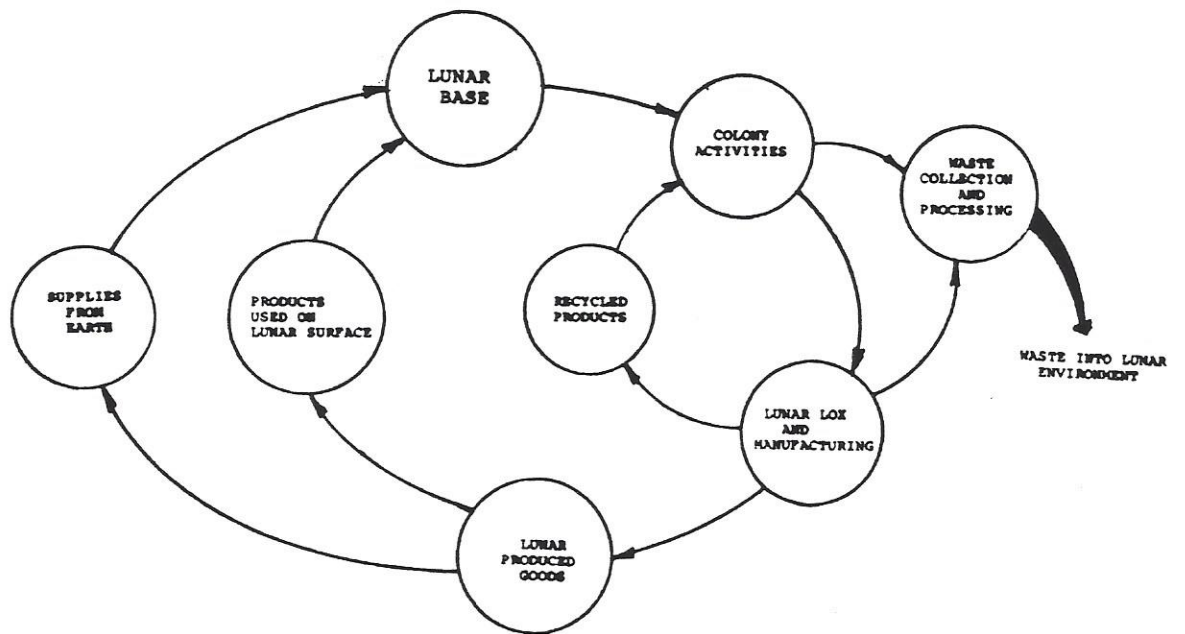 LUNAR
BASE
COLONY
ACTIVITIES
WASTE
COLLECTION
AND
PROCESSING
SUPPLIES
FROM
EARTH
PRODUCTS
USED ON
LUNAR SURFACE
RECYCLED
PRODUCTS
WASTE INTO LUNAR
ENVIRONMENT
LUNAR LOX
AND
MANUFACTURING
LUNAR
PRODUCED
GOODS